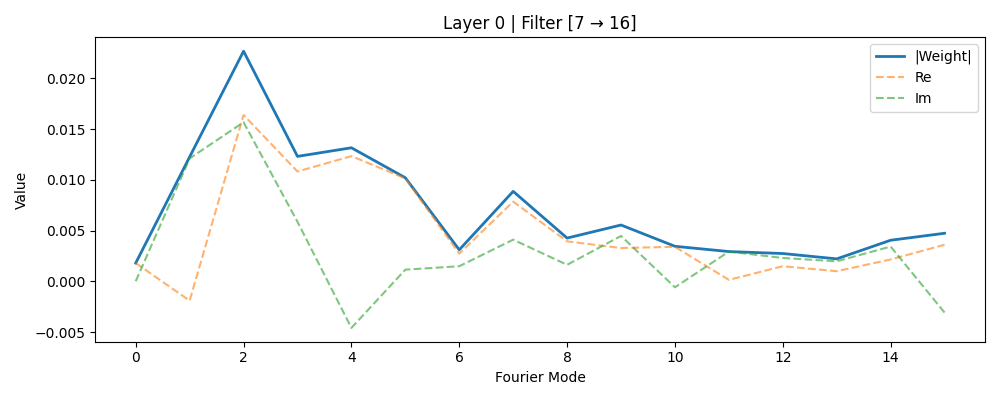 Layer 0 | Filter [7 → 16]
|Weight|
Re
Im
Value
0.020
0.015
0.010
0.005
0.000
−0.005
0 2 4 6 8 10 12 14
Fourier Mode